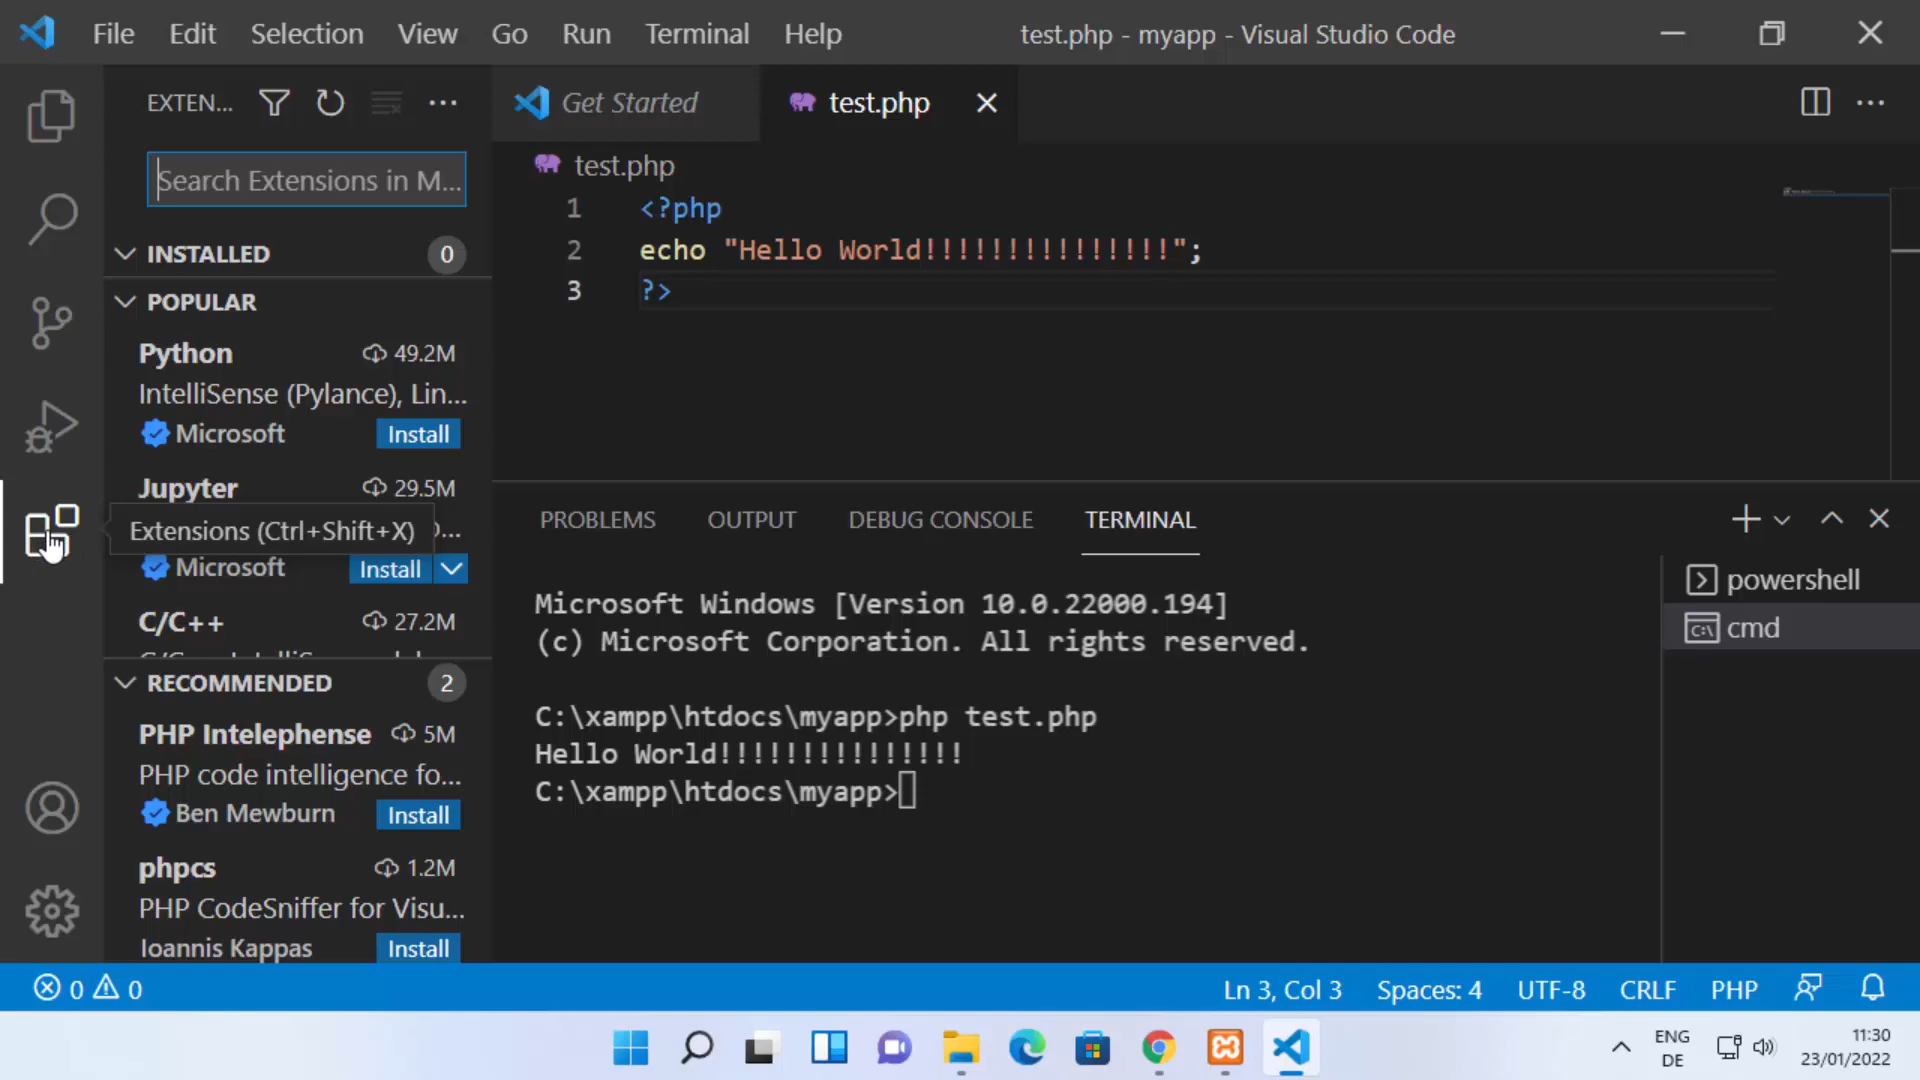 File Edit Selection View Go Run Terminal Help test.php - myapp - Visual Studio Code
EXTEN...
Search Extensions in M...
INSTALLED 0
POPULAR
Python 49.2M
IntelliSense (Pylance), Lin...
Microsoft Install
Jupyter 29.5M
Extensions (Ctrl+Shift+X)
Microsoft Install
C/C++ 27.2M
RECOMMENDED 2
PHP Intelephense 5M
PHP code intelligence fo...
Ben Mewburn Install
phpcs 1.2M
PHP CodeSniffer for Visu...
Ioannis Kappas Install
Get Started test.php
test.php
1 <?php
2 echo "Hello World!!!!!!!!!!!!!!!";
3 ?>
PROBLEMS OUTPUT DEBUG CONSOLE TERMINAL
Microsoft Windows [Version 10.0.22000.194]
(c) Microsoft Corporation. All rights reserved.
C:\xampp\htdocs\myapp>php test.php
Hello World!!!!!!!!!!!!!!!
C:\xampp\htdocs\myapp>
powershell
cmd
0 0 Ln 3, Col 3 Spaces: 4 UTF-8 CRLF PHP
ENG
DE
11:30
23/01/2022